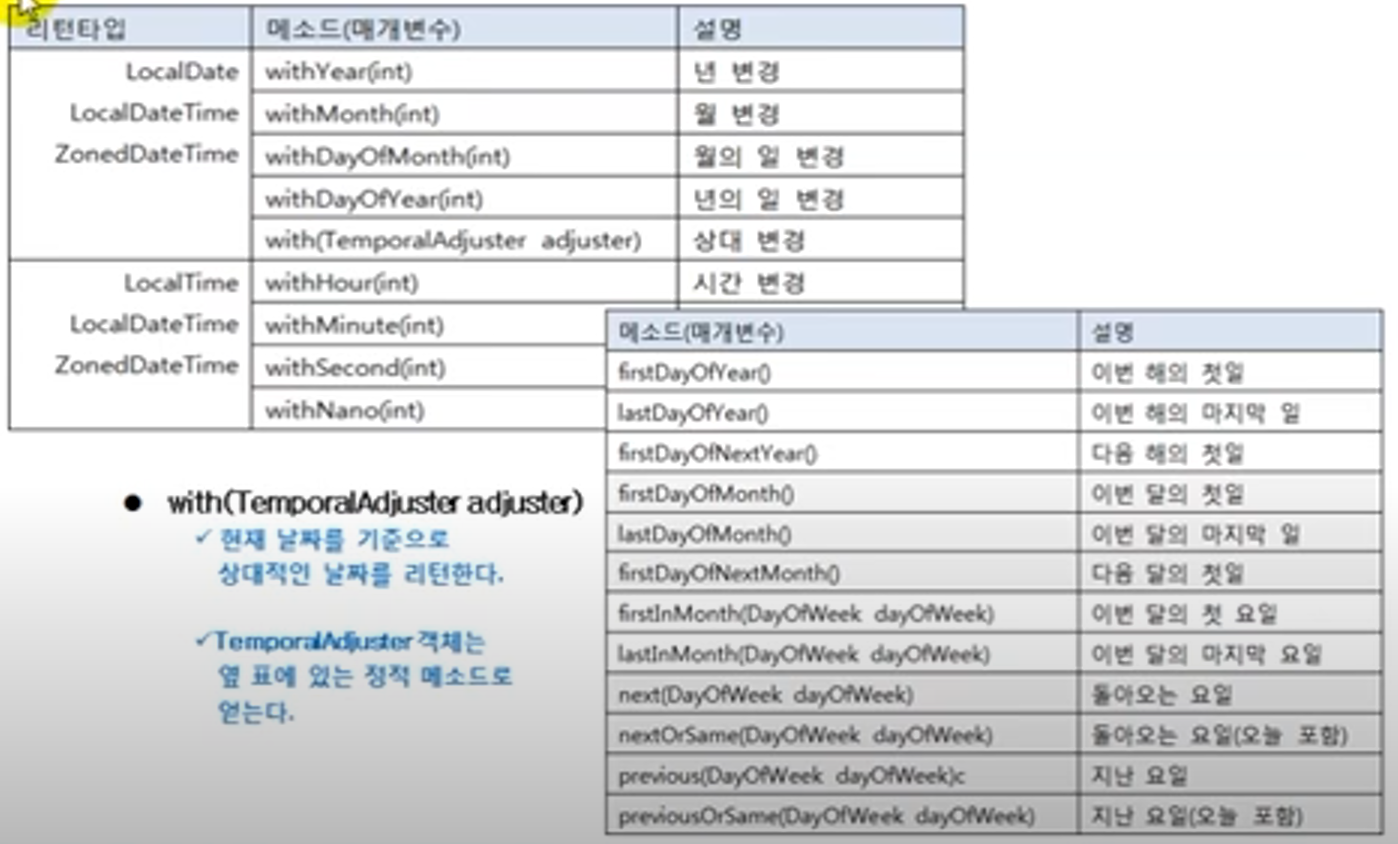 리턴타입 메소드(매개변수) 설명
LocalDate withYear(int) 년 변경
LocalDateTime withMonth(int) 월 변경
ZonedDateTime withDayOfMonth(int) 월의 일 변경
withDayOfYear(int) 년의 일 변경
with(TemporalAdjuster adjuster) 상대 변경
LocalTime withHour(int) 시간 변경
LocalDateTime withMinute(int)
ZonedDateTime withSecond(int)
withNano(int)
● with(TemporalAdjuster adjuster)
✓ 현재 날짜를 기준으로
상대적인 날짜를 리턴한다.
✓TemporalAdjuster 객체는
옆 표에 있는 정적 메소드로
얻는다.
메소드(매개변수) 설명
firstDayOfYear() 이번 해의 첫일
lastDayOfYear() 이번 해의 마지막 일
firstDayOfNextYear() 다음 해의 첫일
firstDayOfMonth() 이번 달의 첫일
lastDayOfMonth() 이번 달의 마지막 일
firstDayOfNextMonth() 다음 달의 첫일
firstInMonth(DayOfWeek dayOfWeek) 이번 달의 첫 요일
lastInMonth(DayOfWeek dayOfWeek) 이번 달의 마지막 요일
next(DayOfWeek dayOfWeek) 돌아오는 요일
nextOrSame(DayOfWeek dayOfWeek) 돌아오는 요일(오늘 포함)
previous(DayOfWeek dayOfWeek)c 지난 요일
previousOrSame(DayOfWeek dayOfWeek) 지난 요일(오늘 포함)